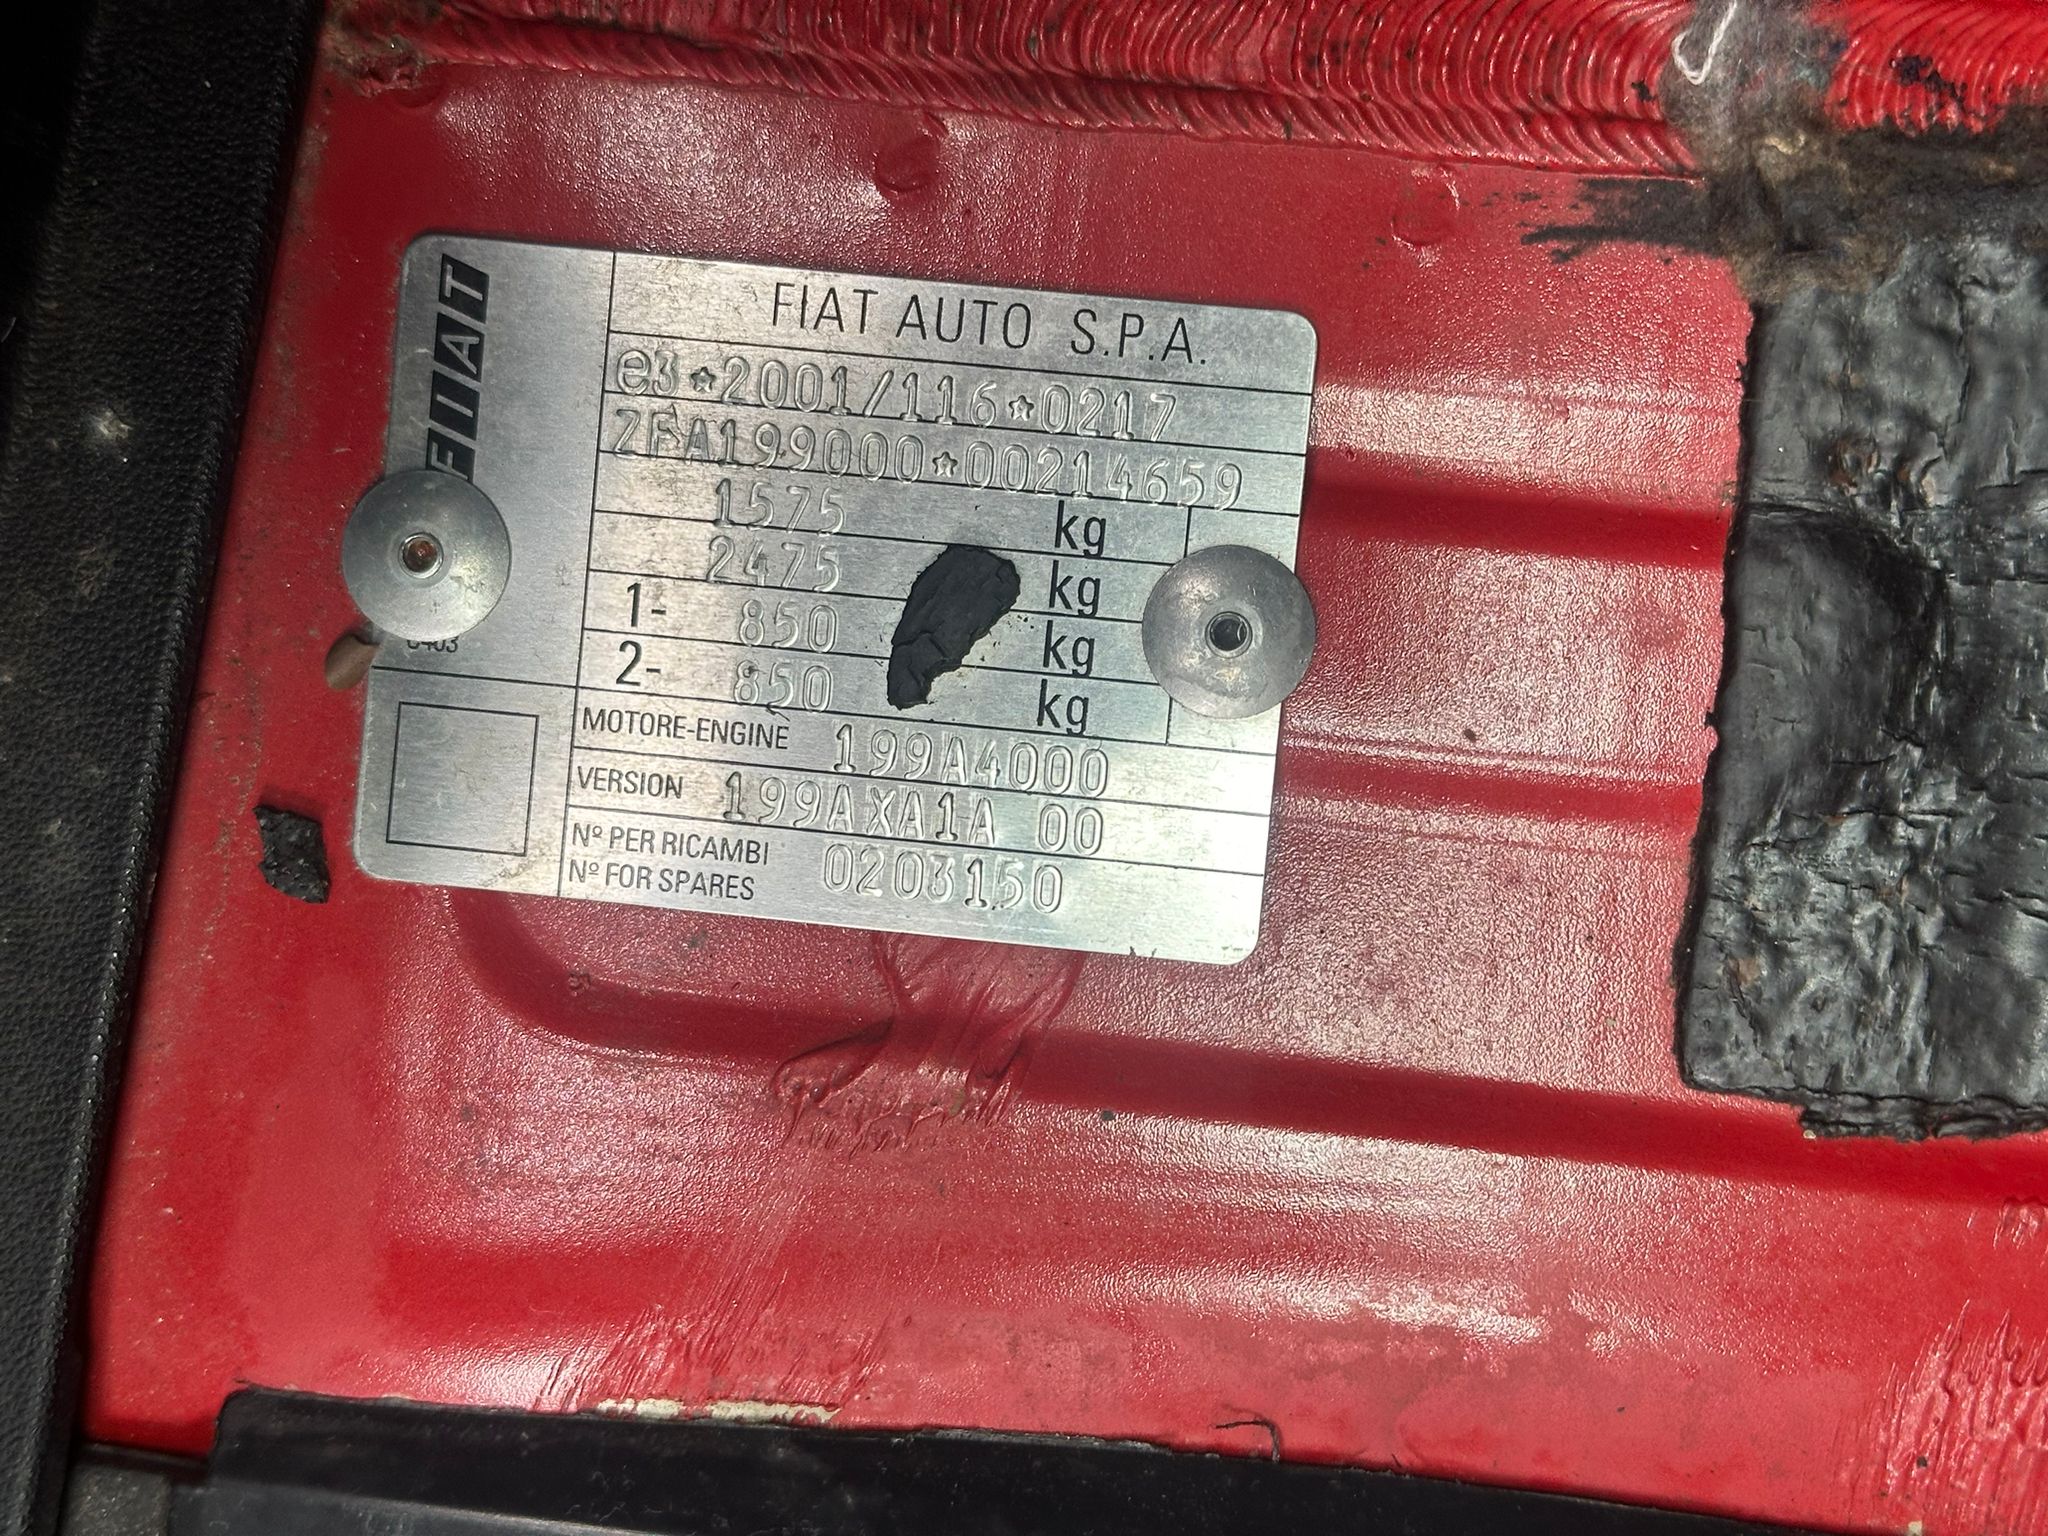 FIAT
FIAT AUTO S.P.A.
e3*2001/116*0217
ZFA199000*00214659
1575 kg
2475 kg
1- 850 kg
2- 850 kg
MOTORE-ENGINE 199A4000
VERSION 199AXA1A 00
Nº PER RICAMBI
Nº FOR SPARES 0203150